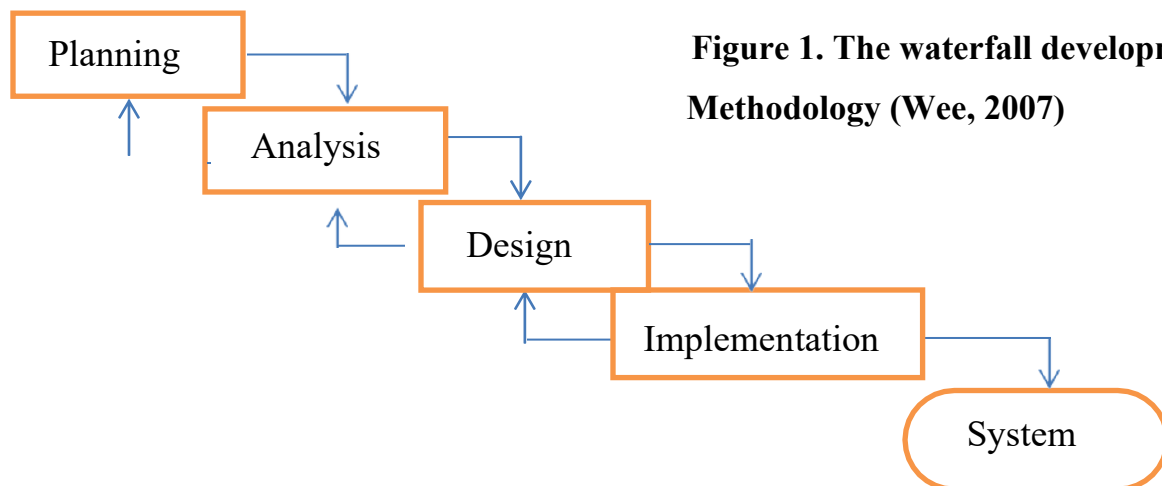 Planning
Figure 1. The waterfall developm
Methodology (Wee, 2007)
Analysis
Design
Implementation
System